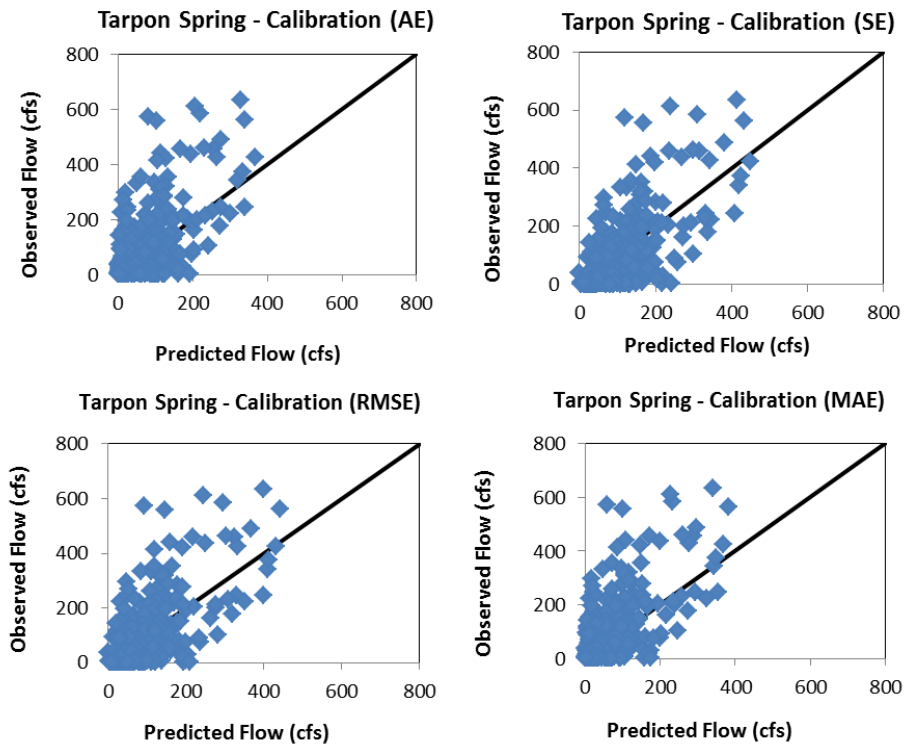 Tarpon Spring - Calibration (AE)
Observed Flow (cfs)
800
600
400
200
0
0 200 400 600 800
Predicted Flow (cfs)
Tarpon Spring - Calibration (SE)
Observed Flow (cfs)
800
600
400
200
0
0 200 400 600 800
Predicted Flow (cfs)
Tarpon Spring - Calibration (RMSE)
Observed Flow (cfs)
800
600
400
200
0
0 200 400 600 800
Predicted Flow (cfs)
Tarpon Spring - Calibration (MAE)
Observed Flow (cfs)
800
600
400
200
0
0 200 400 600 800
Predicted Flow (cfs)